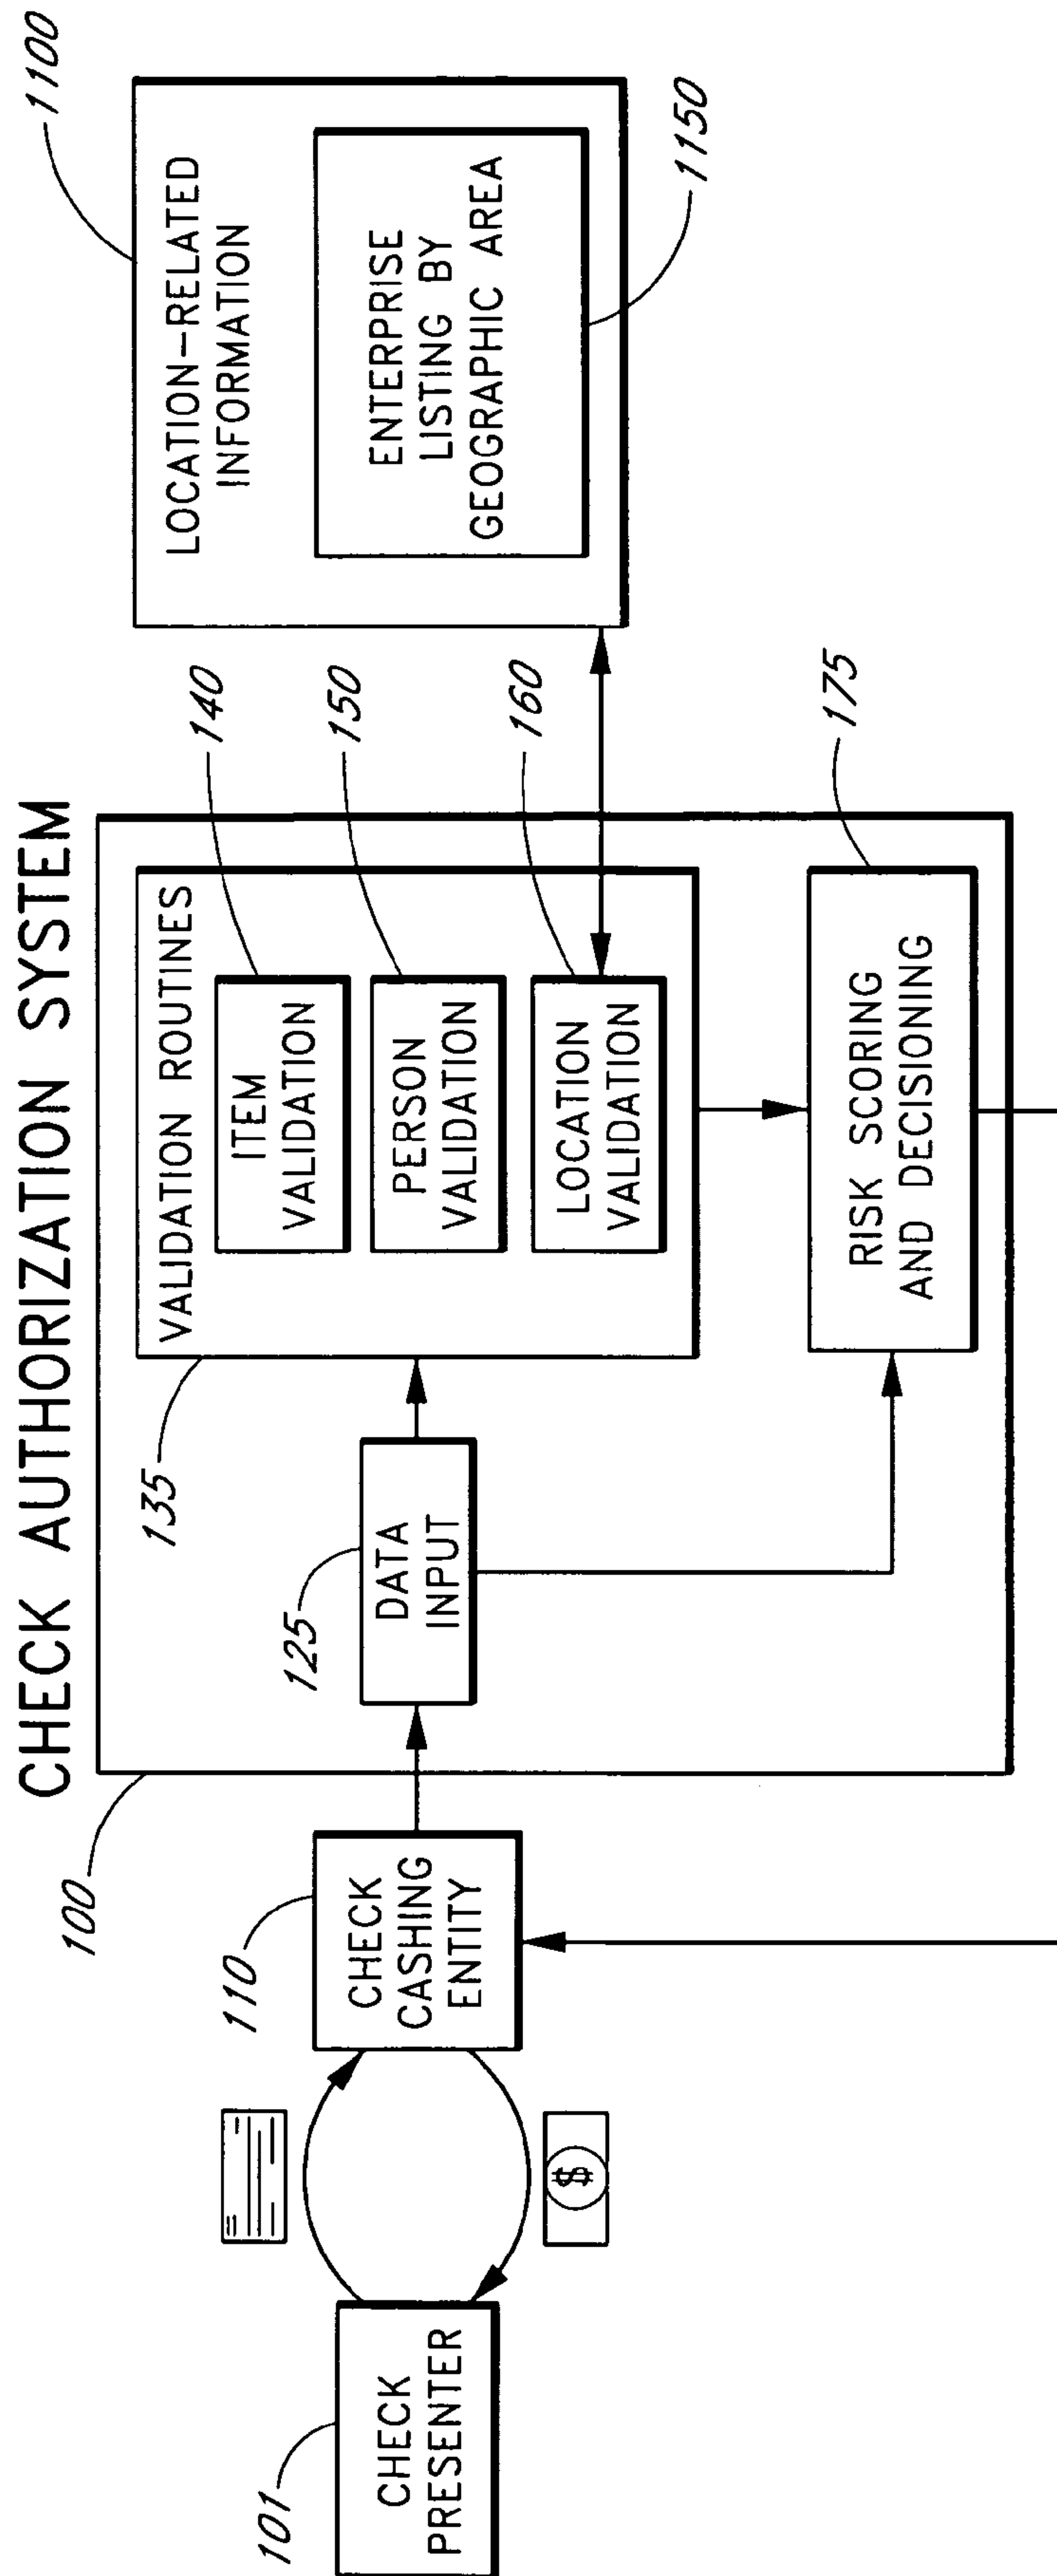 CHECK AUTHORIZATION SYSTEM
101
CHECK
PRESENTER
$
110
CHECK
CASHING
ENTITY
100
125
DATA
INPUT
135
VALIDATION ROUTINES
ITEM
VALIDATION
140
PERSON
VALIDATION
150
LOCATION
VALIDATION
160
RISK SCORING
AND DECISIONING
175
1100
LOCATION-RELATED
INFORMATION
ENTERPRISE
LISTING BY
GEOGRAPHIC AREA
1150